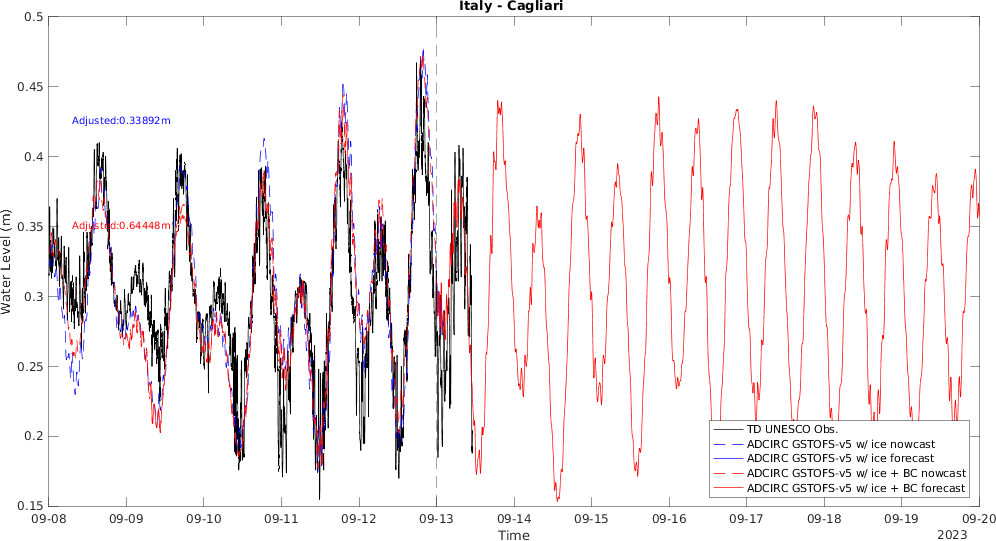 Italy - Cagliari
0.5
0.45
0.4
0.35
0.3
0.25
0.2
0.15
Water Level (m)
Adjusted:0.33892m
Adjusted:0.64448m
TD UNESCO Obs.
ADCIRC GSTOFS-v5 w/ ice nowcast
ADCIRC GSTOFS-v5 w/ ice forecast
ADCIRC GSTOFS-v5 w/ ice + BC nowcast
ADCIRC GSTOFS-v5 w/ ice + BC forecast
09-08 09-09 09-10 09-11 09-12 09-13 09-14 09-15 09-16 09-17 09-18 09-19 09-20
Time
2023